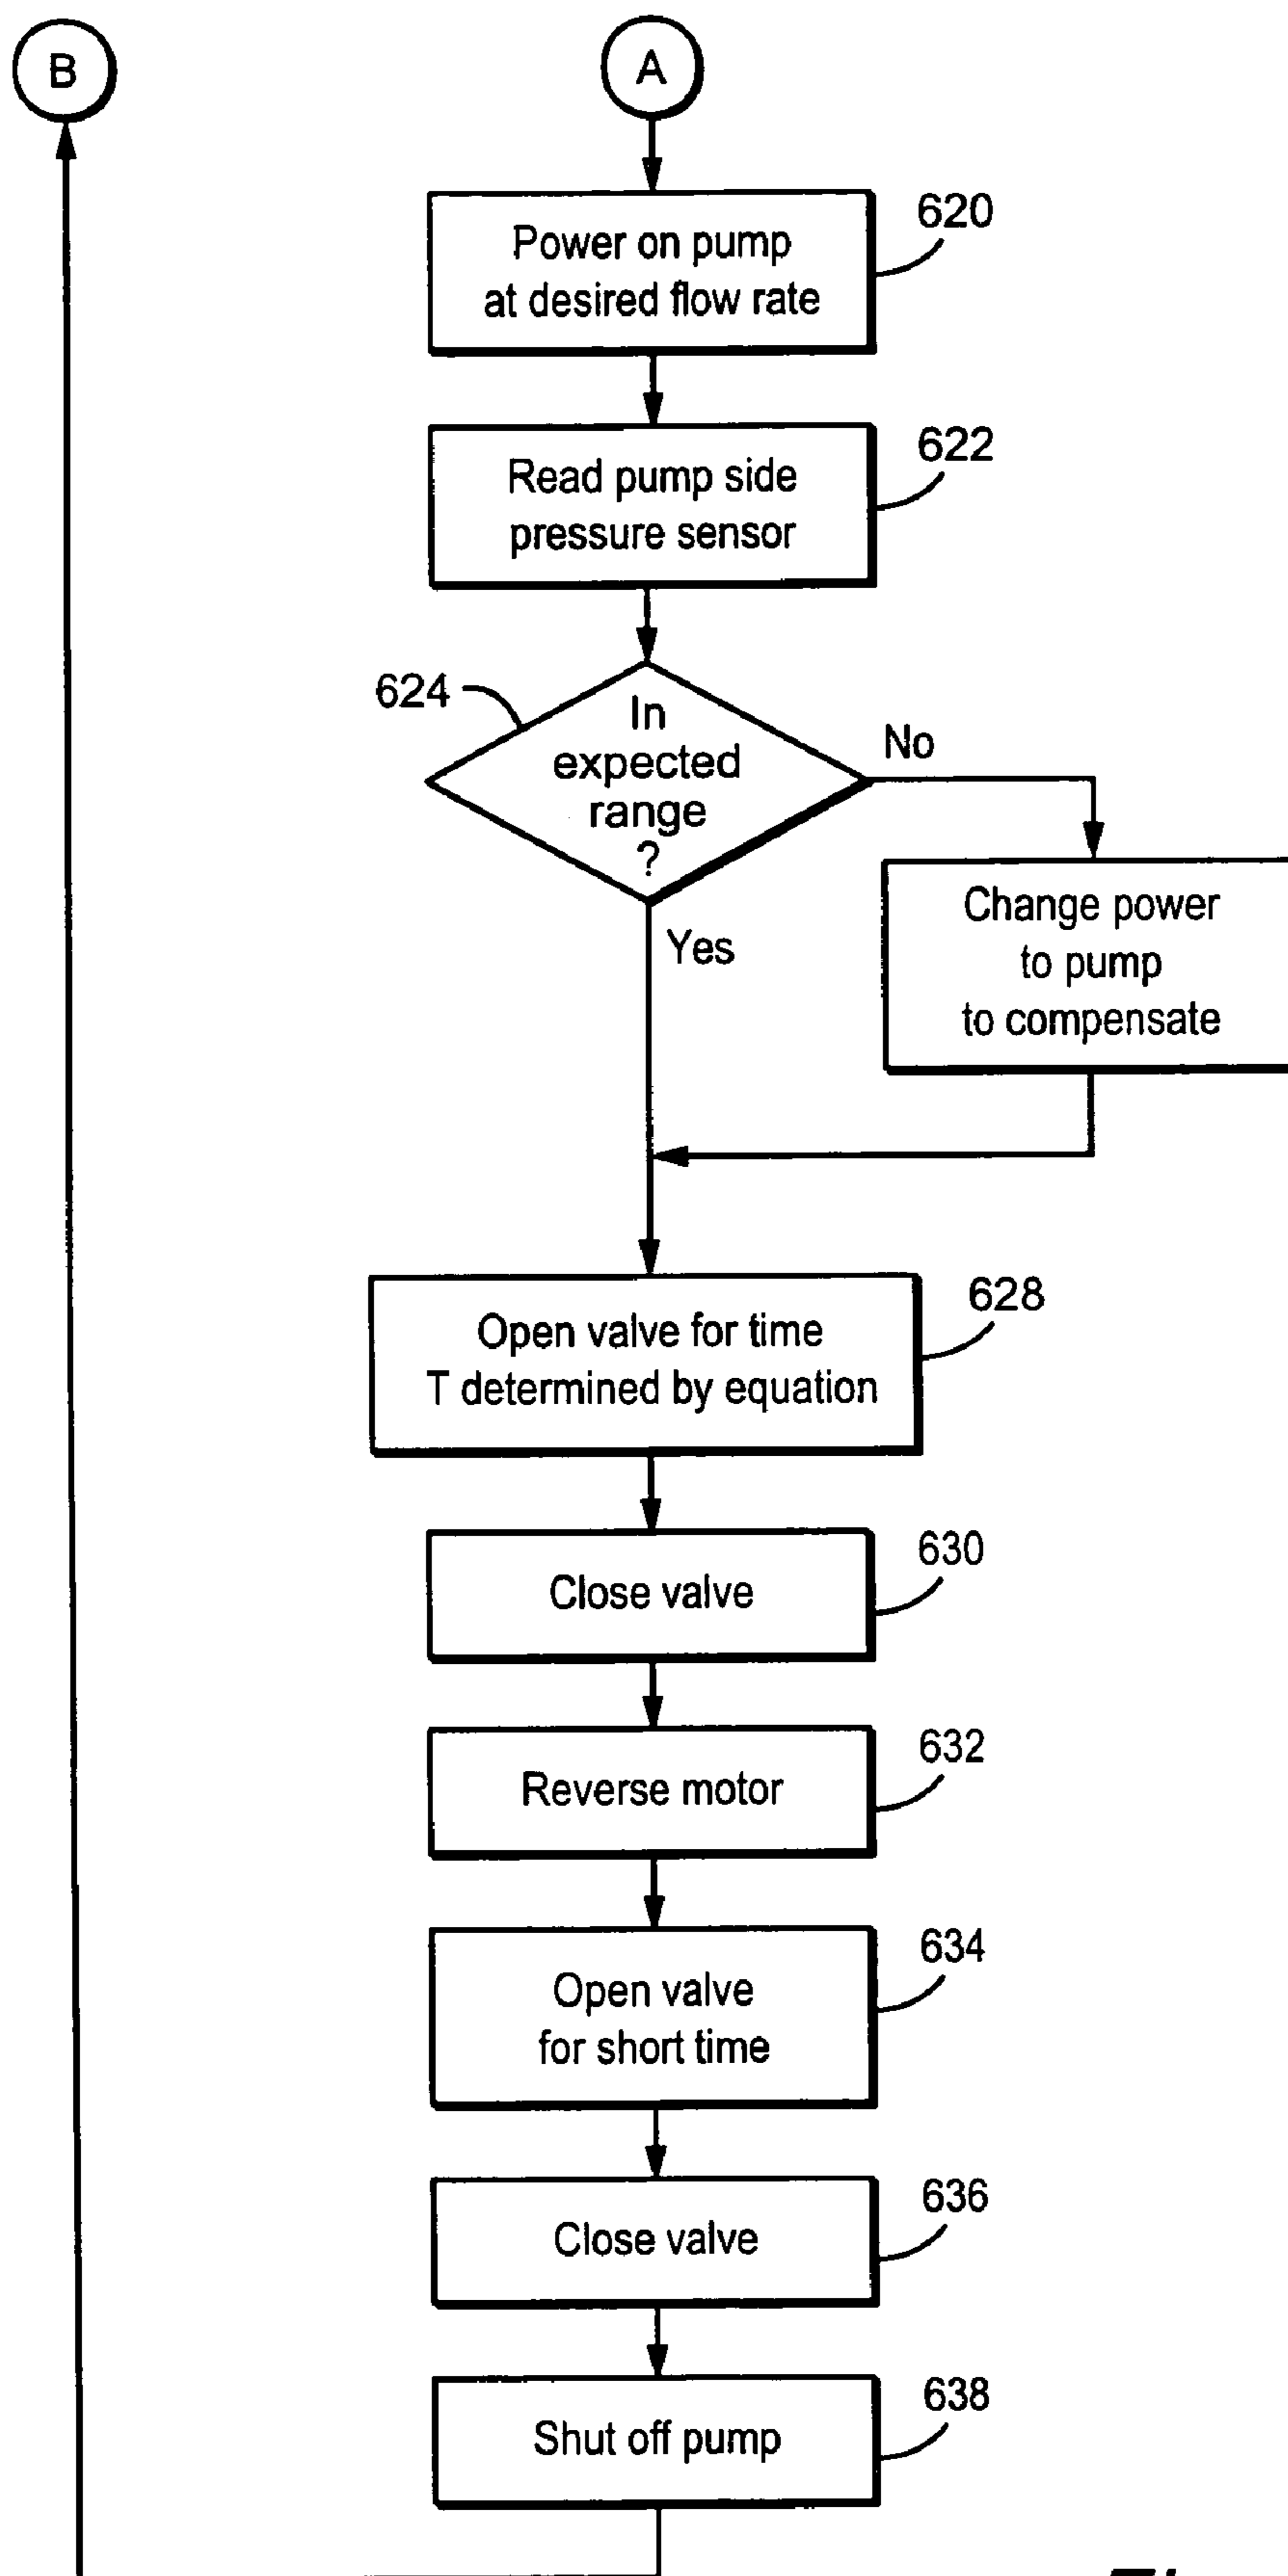 B
A
Power on pump
at desired flow rate
620
Read pump side
pressure sensor
622
624
In
expected
range
?
No
Yes
Change power
to pump
to compensate
Open valve for time
T determined by equation
628
Close valve
630
Reverse motor
632
Open valve
for short time
634
Close valve
636
Shut off pump
638